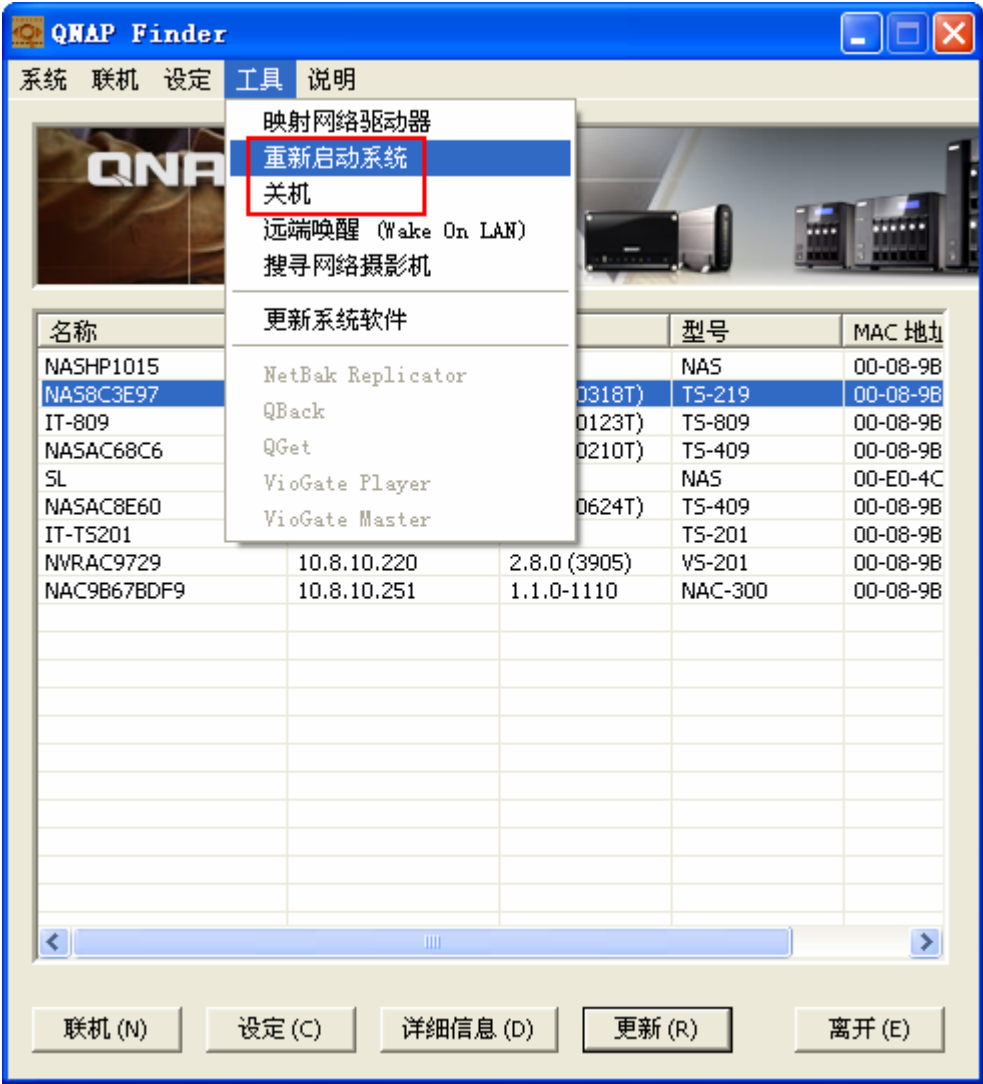 QNAP Finder
系统 联机 设定 工具 说明
映射网络驱动器
重新启动系统
关机
远端唤醒 (Wake On LAN)
搜寻网络摄影机
更新系统软件
NetBak Replicator
QBack
QGet
VioGate Player
VioGate Master
QNA
名称 型号 MAC 地址
NASHP1015 NAS 00-08-9B
NAS8C3E97 0318T) TS-219 00-08-9B
IT-809 0123T) TS-809 00-08-9B
NASAC68C6 0210T) TS-409 00-08-9B
SL NAS 00-E0-4C
NASAC8E60 0624T) TS-409 00-08-9B
IT-TS201 TS-201 00-08-9B
NVRAC9729 10.8.10.220 2.8.0 (3905) VS-201 00-08-9B
NAC9B67BDF9 10.8.10.251 1.1.0-1110 NAC-300 00-08-9B
联机 (N) 设定 (C) 详细信息 (D) 更新 (R) 离开 (E)